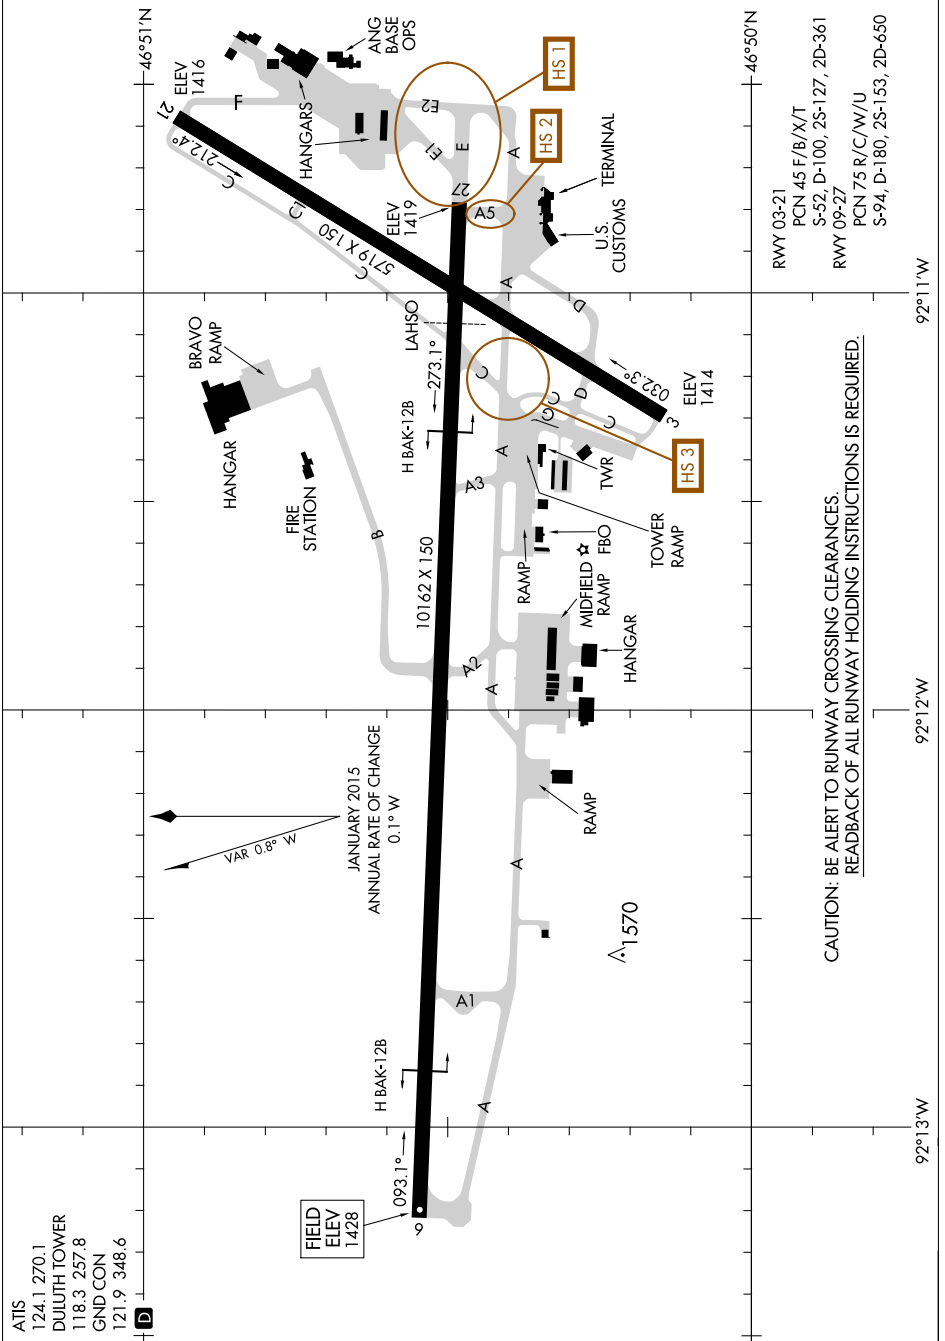 ATIS
124.1 270.1
DULUTH TOWER
118.3 257.8
GND CON
121.9 348.6
D
46°51'N
46°50'N
92°11'W
92°12'W
92°13'W
FIELD
ELEV
1428
9
093.1°
H BAK-12B
A
A1
1570
A
VAR 0.8° W
JANUARY 2015
ANNUAL RATE OF CHANGE
0.1° W
RAMP
A
A2
MIDFIELD
RAMP
HANGAR
10162 X 150
B
FIRE
STATION
HANGAR
BRAVO
RAMP
RAMP
FBO
TOWER
RAMP
TWR
A3
A
H BAK-12B
273.1°
LAHSO
C
HS 3
G
C
C
D
D
3
032.3°
ELEV
1414
A
5719 X 150
C
C1
C
212.4°
21
ELEV
1416
F
HANGARS
ANG
BASE
OPS
E2
E1
E
HS 1
HS 2
27
ELEV
1419
A5
A
U.S.
CUSTOMS
TERMINAL
RWY 03-21
PCN 45 F/B/X/T
S-52, D-100, 2S-127, 2D-361
RWY 09-27
PCN 75 R/C/W/U
S-94, D-180, 2S-153, 2D-650
CAUTION: BE ALERT TO RUNWAY CROSSING CLEARANCES.
READBACK OF ALL RUNWAY HOLDING INSTRUCTIONS IS REQUIRED.